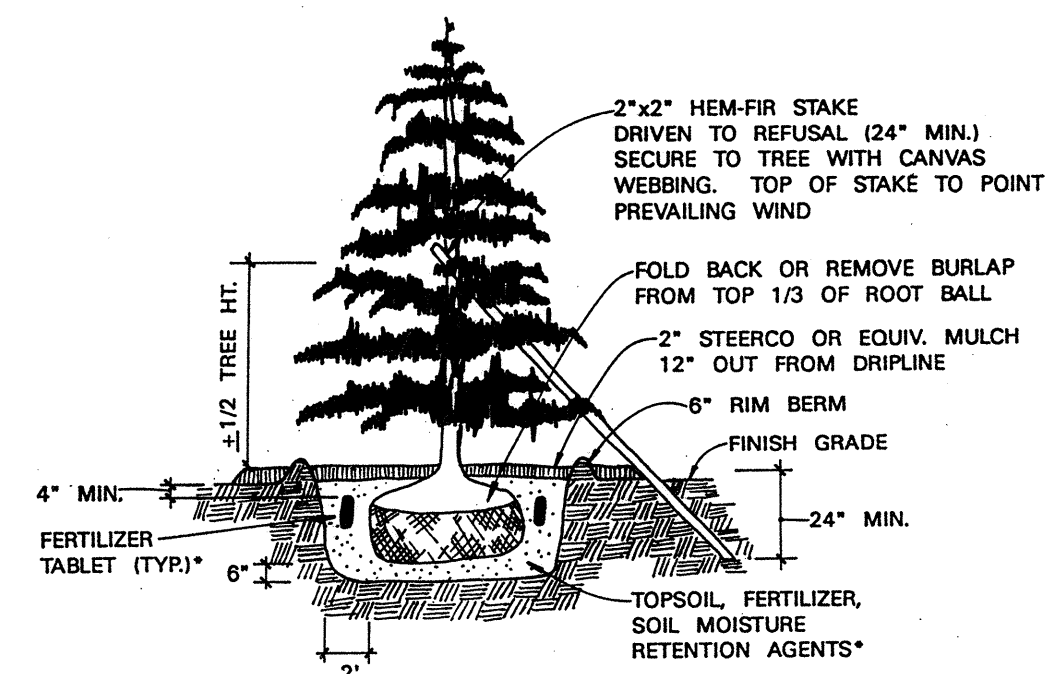 2"x2" HEM-FIR STAKE
DRIVEN TO REFUSAL (24" MIN.)
SECURE TO TREE WITH CANVAS
WEBBING. TOP OF STAKE TO POINT
PREVAILING WIND
FOLD BACK OR REMOVE BURLAP
FROM TOP 1/3 OF ROOT BALL
2" STEERCO OR EQUIV. MULCH
12" OUT FROM DRIPLINE
6" RIM BERM
FINISH GRADE
±1/2 TREE HT.
4" MIN.
24" MIN.
FERTILIZER
TABLET (TYP.)*
6"
TOPSOIL, FERTILIZER,
SOIL MOISTURE
RETENTION AGENTS*
2'